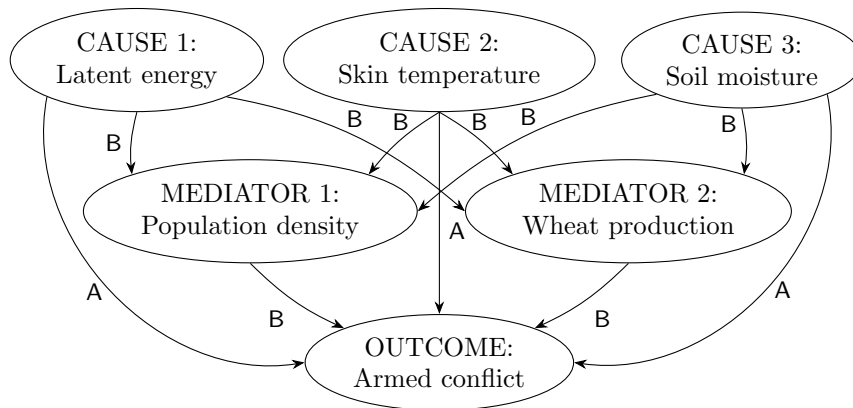 CAUSE 1:
Latent energy
CAUSE 2:
Skin temperature
CAUSE 3:
Soil moisture
B
B
B
B
B
B
MEDIATOR 1:
Population density
MEDIATOR 2:
Wheat production
A
A
A
B
B
OUTCOME:
Armed conflict